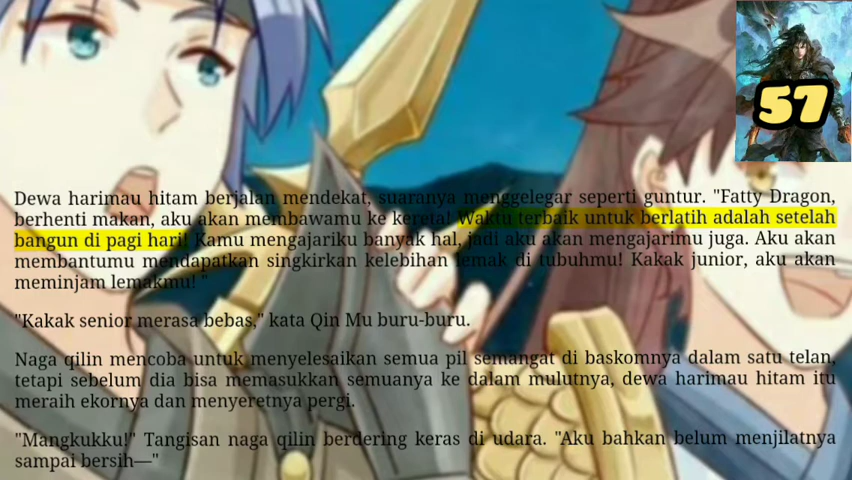 57
Dewa harimau hitam berjalan mendekat, suaranya menggelegar seperti guntur. "Fatty Dragon,
berhenti makan, aku akan membawamu ke kereta! Waktu terbaik untuk berlatih adalah setelah
bangun di pagi hari! Kamu mengajariku banyak hal, jadi aku akan mengajarimu juga. Aku akan
membantumu mendapatkan singkirkan kelebihan lemak di tubuhmu! Kakak junior, aku akan
meminjam lemakmu! "
"Kakak senior merasa bebas," kata Qin Mu buru-buru.
Naga qilin mencoba untuk menyelesaikan semua pil semangat di baskomnya dalam satu telan,
tetapi sebelum dia bisa memasukkan semuanya ke dalam mulutnya, dewa harimau hitam itu
meraih ekornya dan menyeretnya pergi.
"Mangkukku!" Tangisan naga qilin berdering keras di udara. "Aku bahkan belum menjilatnya
sampai bersih—"